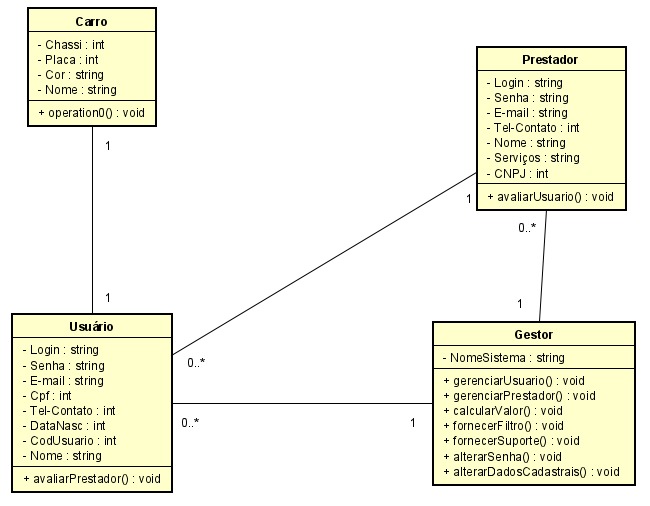 Carro
- Chassi : int
- Placa : int
- Cor : string
- Nome : string
+ operation0() : void
1
1
Prestador
- Login : string
- Senha : string
- E-mail : string
- Tel-Contato : int
- Nome : string
- Serviços : string
- CNPJ : int
+ avaliarUsuario() : void
1
0..*
0..*
1
Usuário
- Login : string
- Senha : string
- E-mail : string
- Cpf : int
- Tel-Contato : int
- DataNasc : int
- CodUsuario : int
- Nome : string
+ avaliarPrestador() : void
0..*
1
Gestor
- NomeSistema : string
+ gerenciarUsuario() : void
+ gerenciarPrestador() : void
+ calcularValor() : void
+ fornecerFiltro() : void
+ fornecerSuporte() : void
+ alterarSenha() : void
+ alterarDadosCadastrais() : void